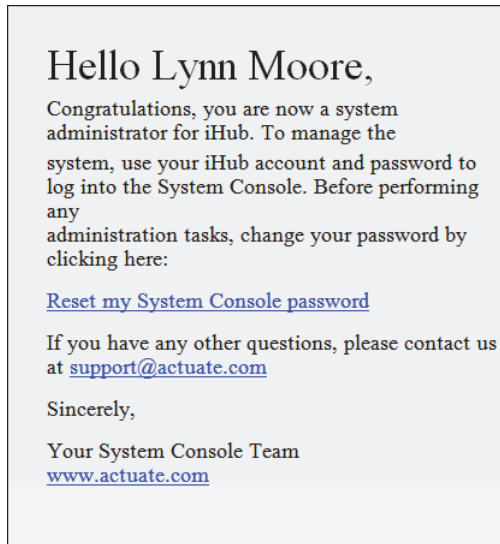 Hello Lynn Moore,
Congratulations, you are now a system
administrator for iHub. To manage the
system, use your iHub account and password to
log into the System Console. Before performing
any
administration tasks, change your password by
clicking here:
Reset my System Console password
If you have any other questions, please contact us
at support@actuate.com
Sincerely,
Your System Console Team
www.actuate.com